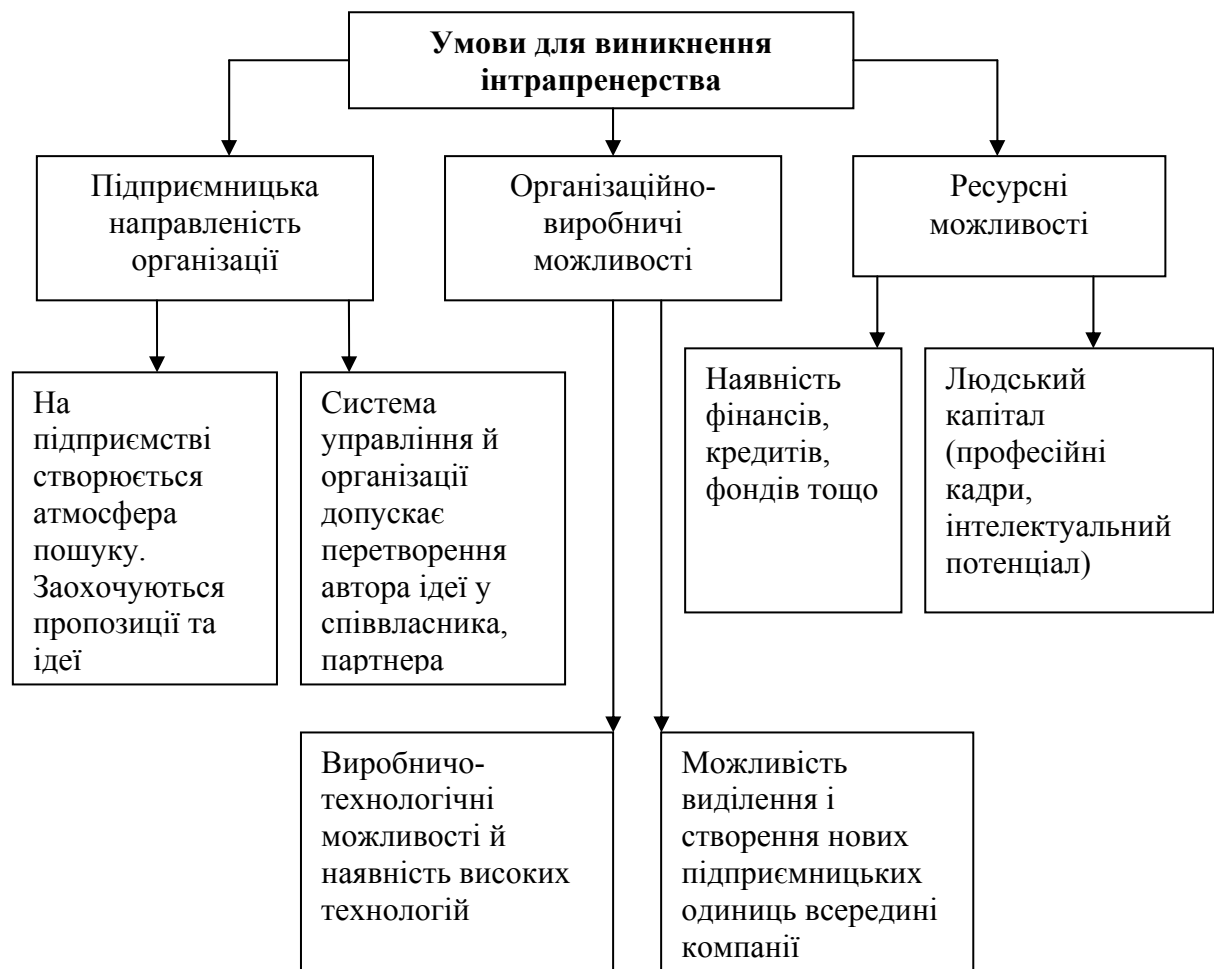 Умови для виникнення
інтрапренерства
Підприємницька
направленість
організації
Організаційно-
виробничі
можливості
Ресурсні
можливості
На
підприємстві
створюється
атмосфера
пошуку.
Заохочуються
пропозиції та
ідеї
Система
управління й
організації
допускає
перетворення
автора ідеї у
співвласника,
партнера
Наявність
фінансів,
кредитів,
фондів тощо
Людський
капітал
(професійні
кадри,
інтелектуальний
потенціал)
Виробничо-
технологічні
можливості й
наявність високих
технологій
Можливість
виділення і
створення нових
підприємницьких
одиниць всередині
компанії